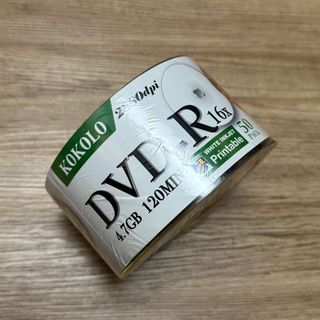 KOKOLO
DVD-R
16x
4.7GB 120MIN
WHITE INKJET
Printable
50